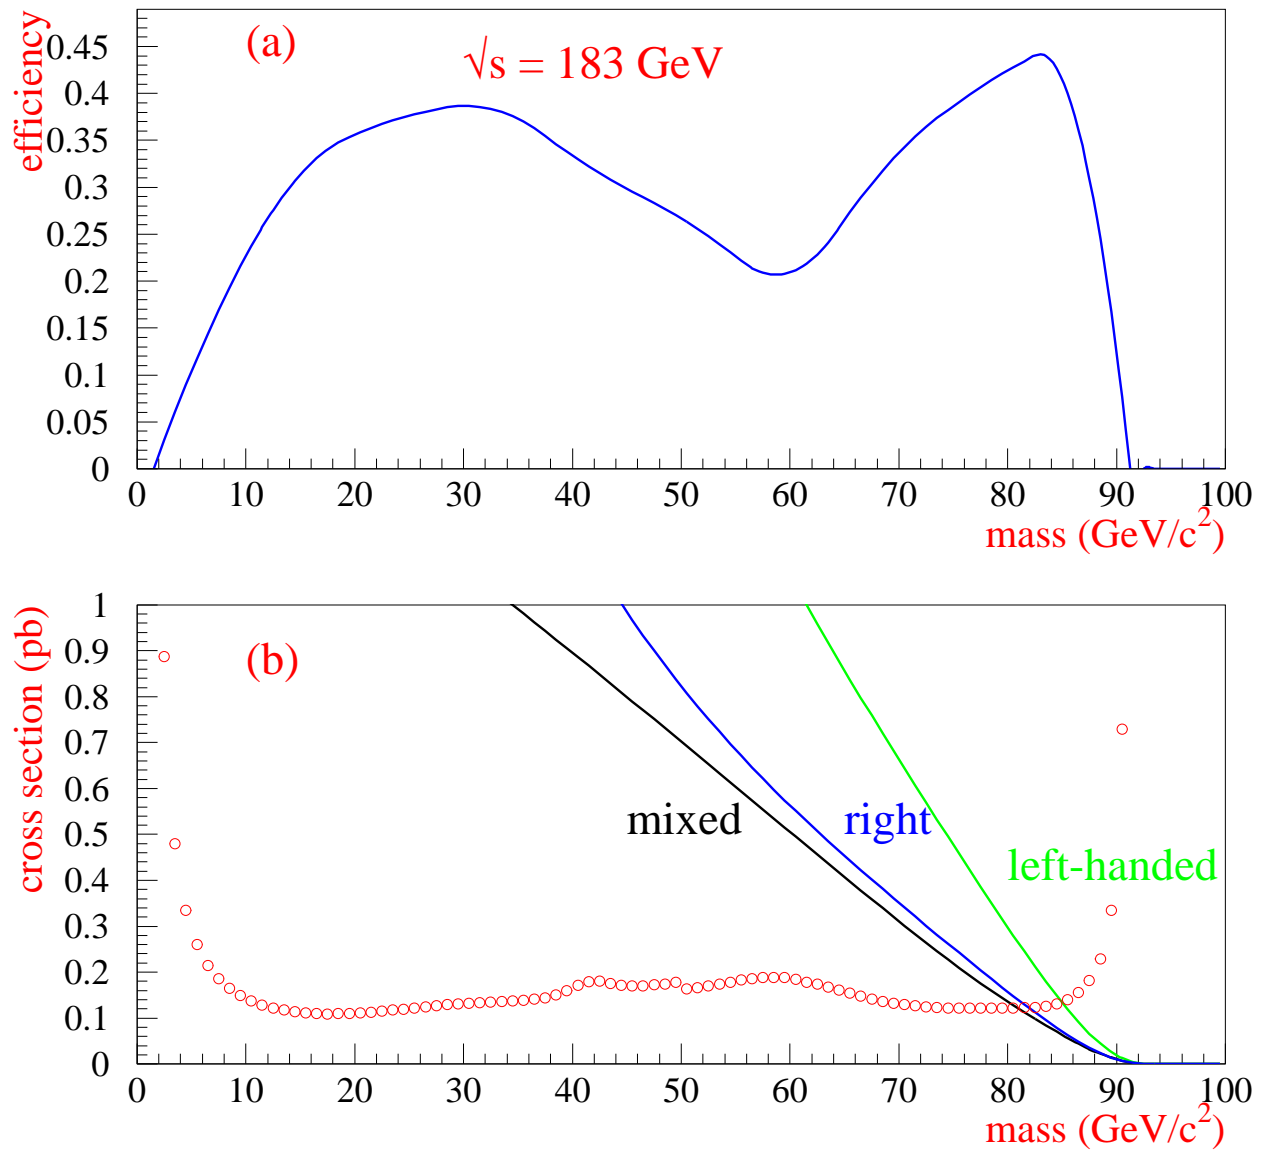 (a)
√s = 183 GeV
efficiency
0.45
0.4
0.35
0.3
0.25
0.2
0.15
0.1
0.05
0
0 10 20 30 40 50 60 70 80 90 100
mass (GeV/c²)
(b)
cross section (pb)
1
0.9
0.8
0.7
0.6
0.5
0.4
0.3
0.2
0.1
0
mixed
right
left-handed
0 10 20 30 40 50 60 70 80 90 100
mass (GeV/c²)